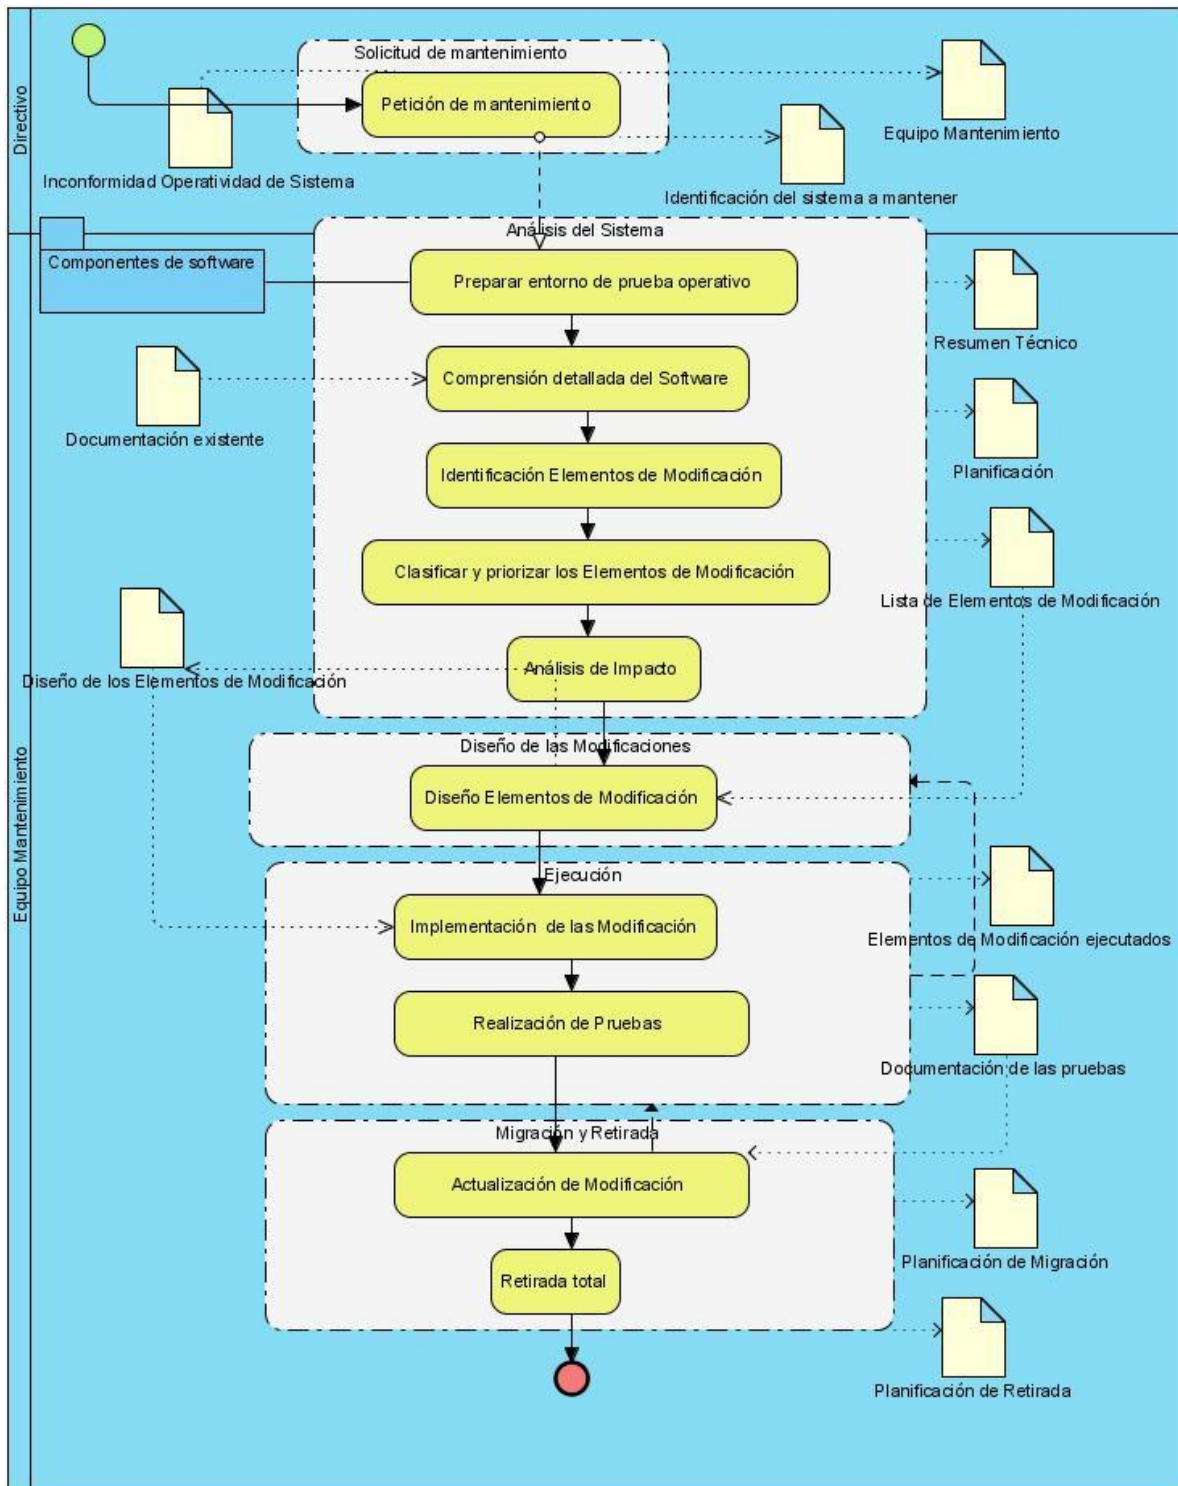 Directivo
Solicitud de mantenimiento
Petición de mantenimiento
Equipo Mantenimiento
Inconformidad Operatividad de Sistema
Identificación del sistema a mantener
Equipo Mantenimiento
Análisis del Sistema
Componentes de software
Preparar entorno de prueba operativo
Resumen Técnico
Comprensión detallada del Software
Documentación existente
Planificación
Identificación Elementos de Modificación
Clasificar y priorizar los Elementos de Modificación
Lista de Elementos de Modificación
Análisis de Impacto
Diseño de los Elementos de Modificación
Diseño de las Modificaciones
Diseño Elementos de Modificación
Ejecución
Implementación de las Modificación
Elementos de Modificación ejecutados
Realización de Pruebas
Documentación de las pruebas
Migración y Retirada
Actualización de Modificación
Planificación de Migración
Retirada total
Planificación de Retirada